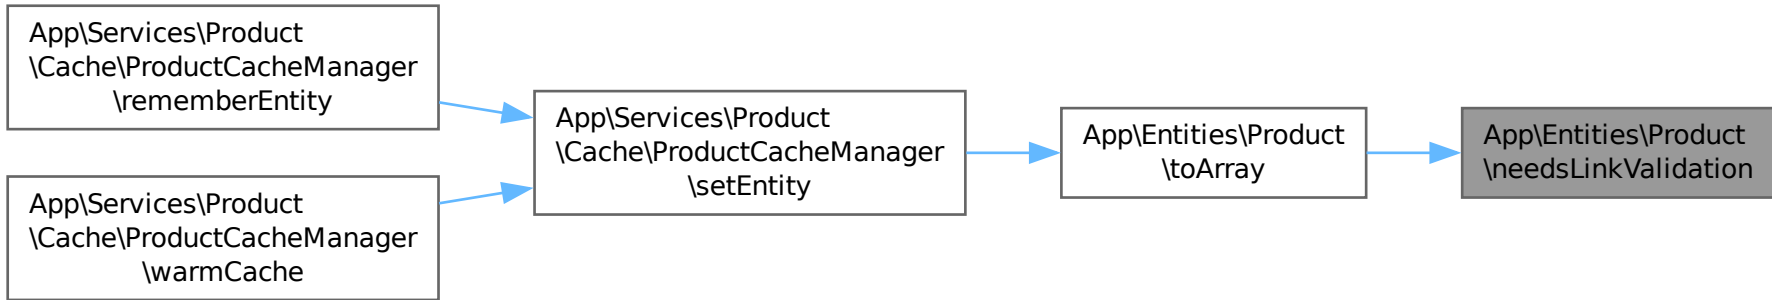 App\Services\Product
\Cache\ProductCacheManager
\rememberEntity
App\Services\Product
\Cache\ProductCacheManager
\warmCache
App\Services\Product
\Cache\ProductCacheManager
\setEntity
App\Entities\Product
\toArray
App\Entities\Product
\needsLinkValidation